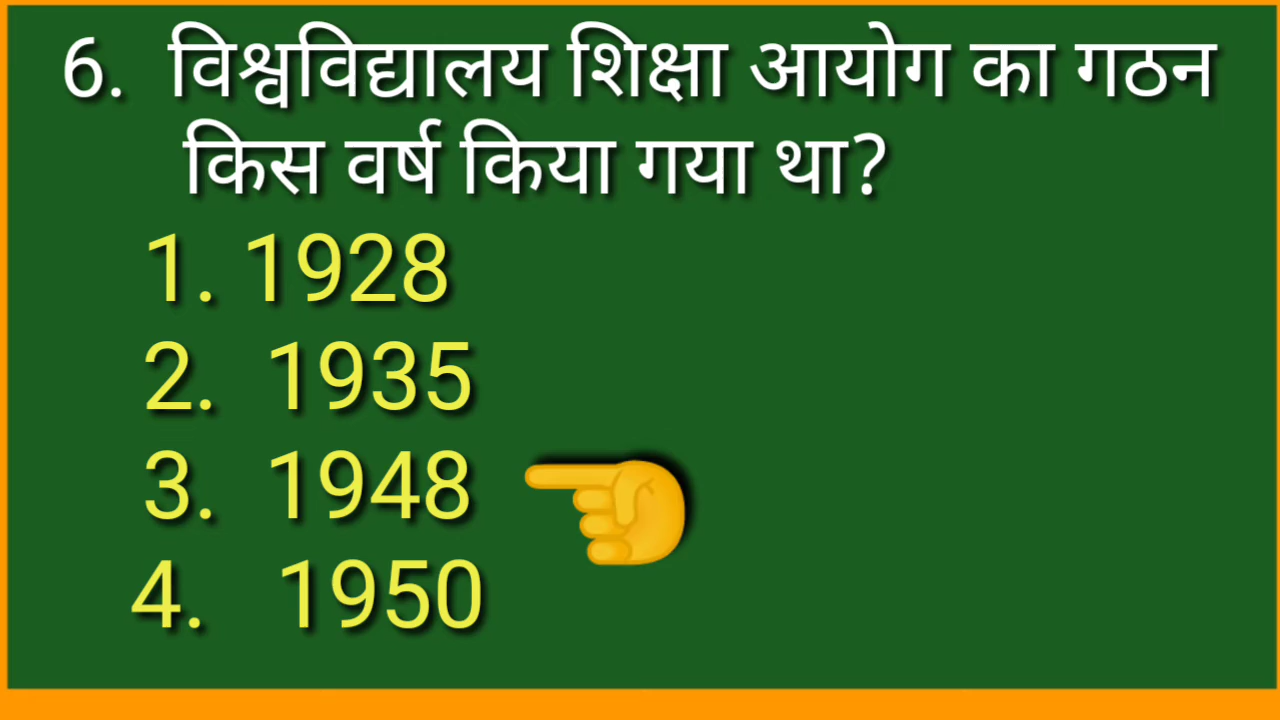 6. विश्वविद्यालय शिक्षा आयोग का गठन
किस वर्ष किया गया था?
1. 1928
2. 1935
3. 1948
4. 1950